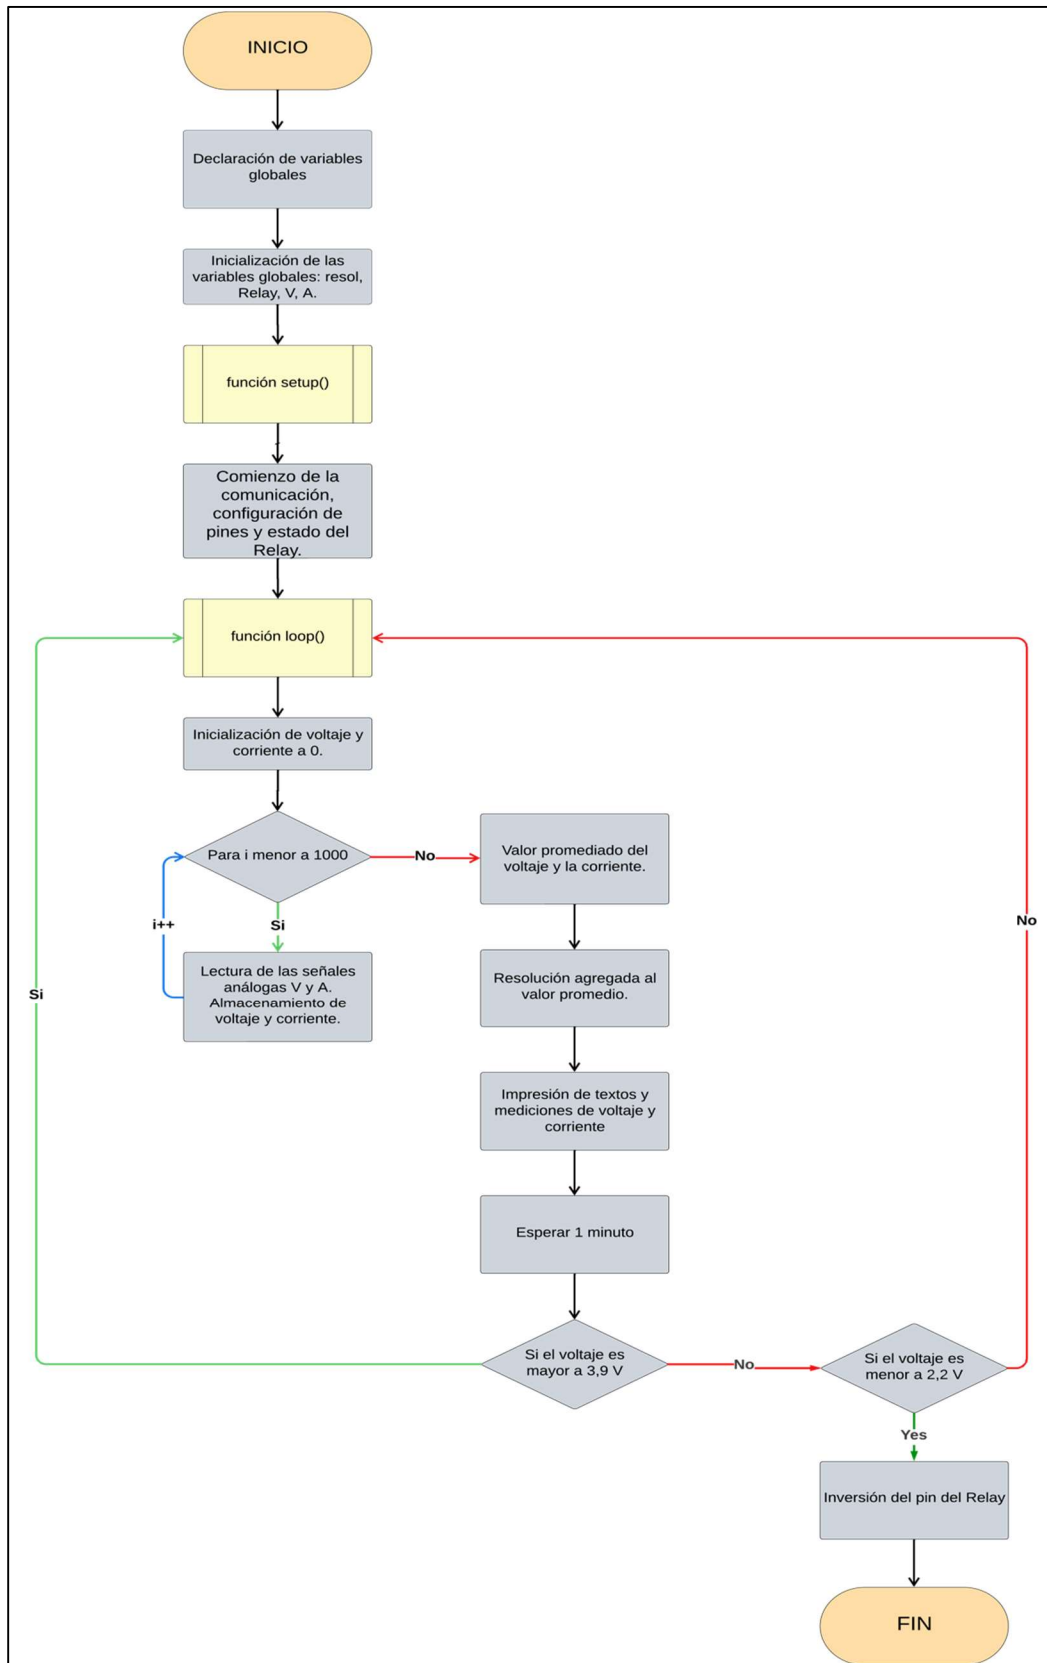 INICIO
Declaración de variables
globales
Inicialización de las
variables globales: resol,
Relay, V, A.
función setup()
Comienzo de la
comunicación,
configuración de
pines y estado del
Relay.
función loop()
Inicialización de voltaje y
corriente a 0.
Para i menor a 1000
No
Si
i++
Lectura de las señales
análogas V y A.
Almacenamiento de
voltaje y corriente.
Valor promediado del
voltaje y la corriente.
Resolución agregada al
valor promedio.
Impresión de textos y
mediciones de voltaje y
corriente
Esperar 1 minuto
Si el voltaje es
mayor a 3,9 V
Si
No
Si el voltaje es
menor a 2,2 V
No
Yes
Inversión del pin del Relay
FIN